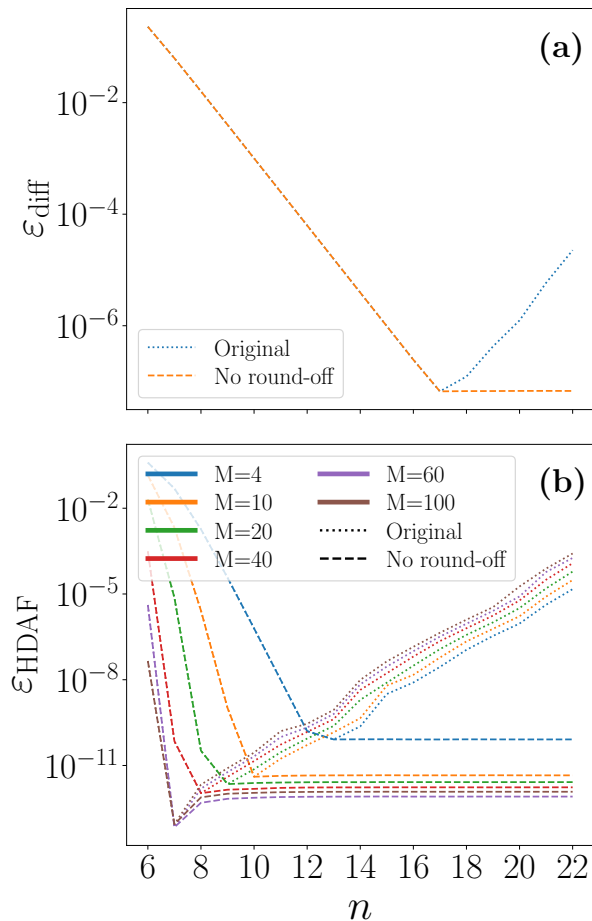 (a)
10⁻²
10⁻⁴
10⁻⁶
ε_diff
Original
No round-off
(b)
M=4
M=10
M=20
M=40
M=60
M=100
Original
No round-off
10⁻²
10⁻⁵
10⁻⁸
10⁻¹¹
ε_HDAF
6 8 10 12 14 16 18 20 22
n